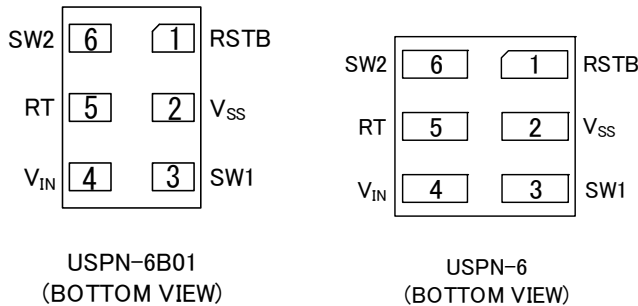 SW2 6 1 RSTB
RT 5 2 VSS
VIN 4 3 SW1
USPN-6B01
(BOTTOM VIEW)
SW2 6 1 RSTB
RT 5 2 VSS
VIN 4 3 SW1
USPN-6
(BOTTOM VIEW)